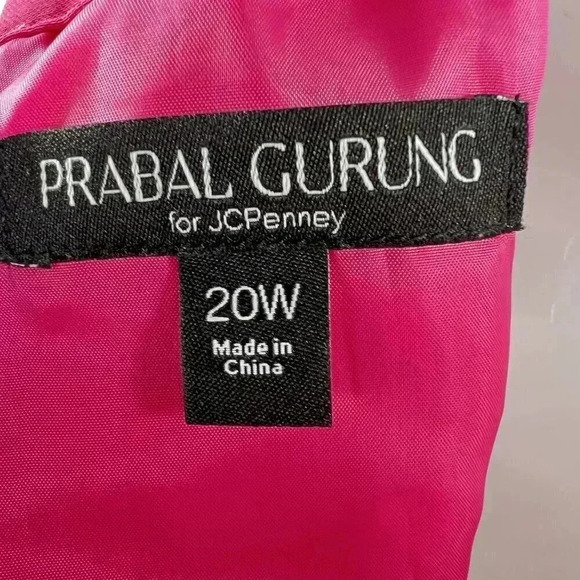 PRABAL GURUNG
for JCPenney
20W
Made in
China